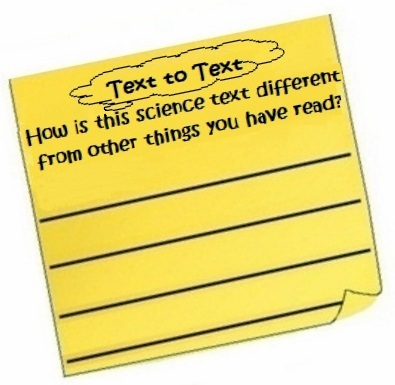 Text to Text
How is this science text different
from other things you have read?